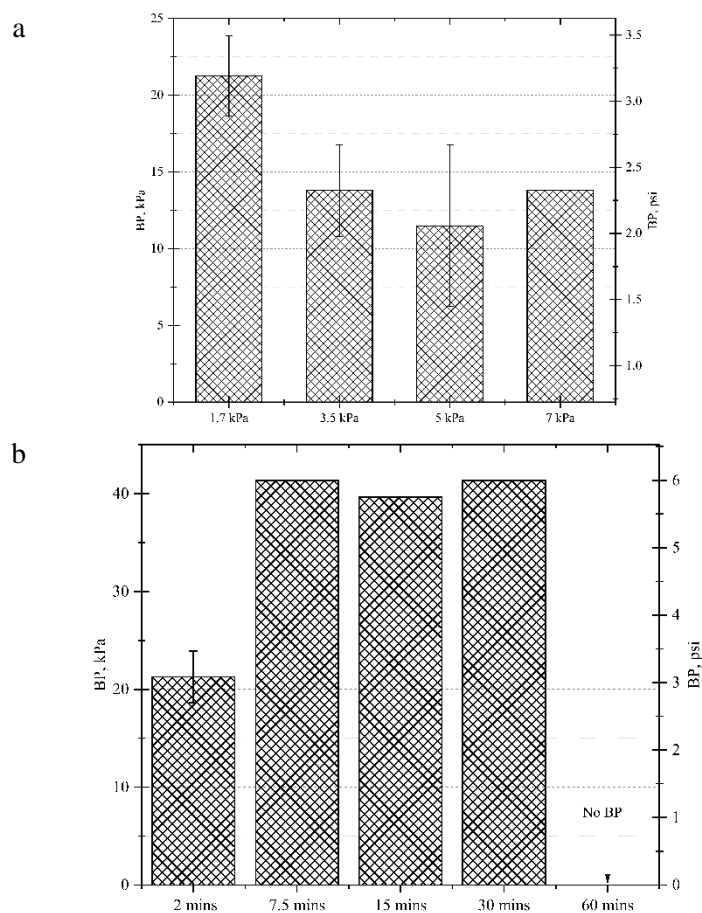 a
25
20
15
10
5
0
BP, kPa
3.5
3.0
2.5
2.0
1.5
1.0
BP, psi
1.7 kPa 3.5 kPa 5 kPa 7 kPa
b
40
30
20
10
0
BP, kPa
6
5
4
3
2
1
0
BP, psi
No BP
2 mins 7.5 mins 15 mins 30 mins 60 mins